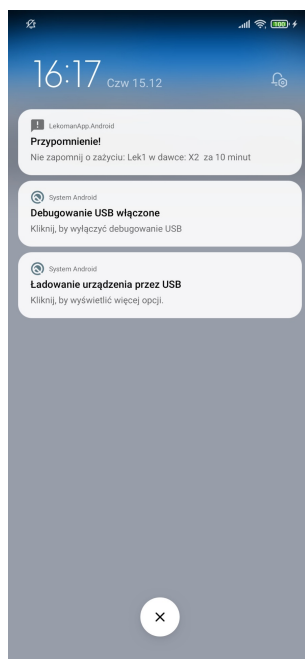 100
16:17 Czw 15.12
LekomanApp.Android
Przypomnienie!
Nie zapomnij o zażyciu: Lek1 w dawce: X2 za 10 minut
System Android
Debugowanie USB włączone
Kliknij, by wyłączyć debugowanie USB
System Android
Ładowanie urządzenia przez USB
Kliknij, by wyświetlić więcej opcji.